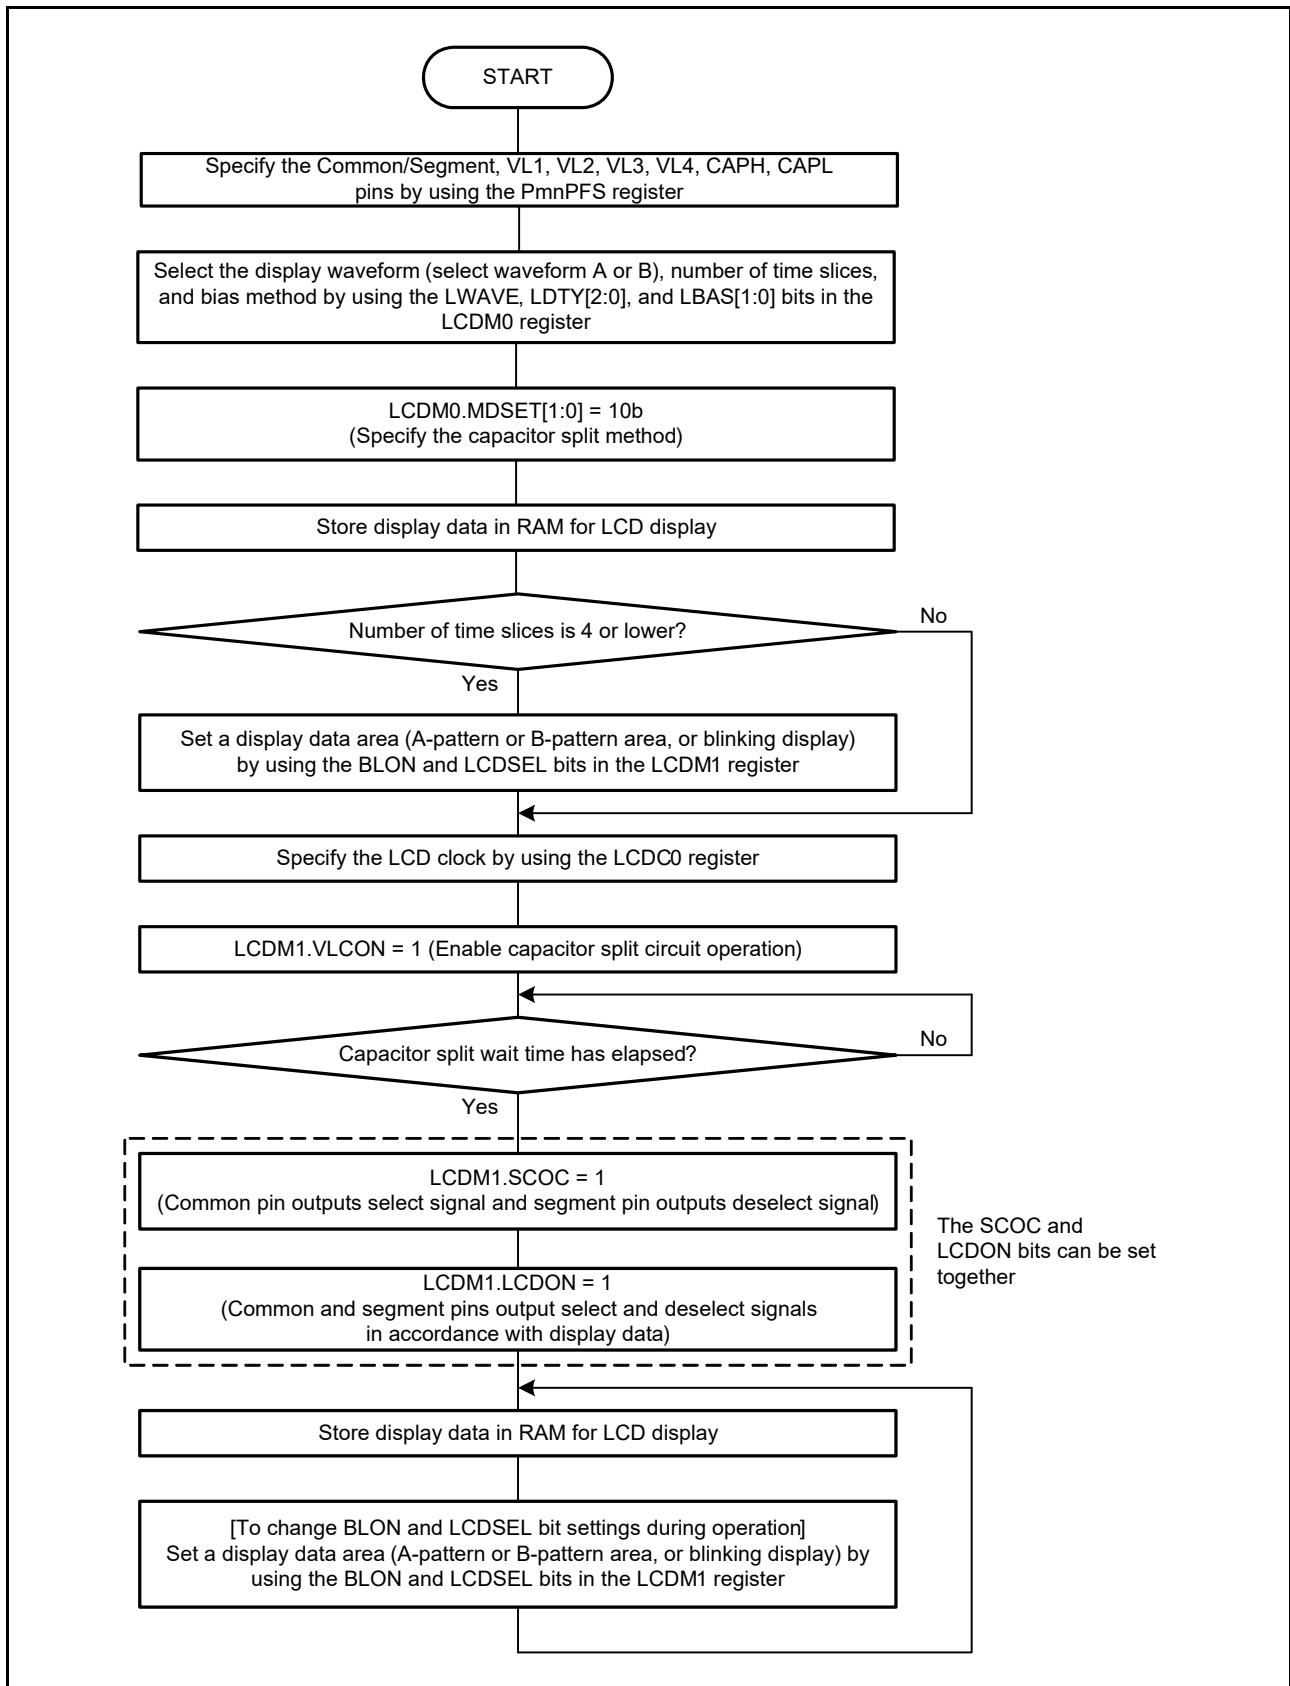 START
Specify the Common/Segment, VL1, VL2, VL3, VL4, CAPH, CAPL
pins by using the PmnPFS register
Select the display waveform (select waveform A or B), number of time slices,
and bias method by using the LWAVE, LDTY[2:0], and LBAS[1:0] bits in the
LCDM0 register
LCDM0.MDSET[1:0] = 10b
(Specify the capacitor split method)
Store display data in RAM for LCD display
Number of time slices is 4 or lower?
No
Yes
Set a display data area (A-pattern or B-pattern area, or blinking display)
by using the BLON and LCDSEL bits in the LCDM1 register
Specify the LCD clock by using the LCDC0 register
LCDM1.VLCON = 1 (Enable capacitor split circuit operation)
Capacitor split wait time has elapsed?
No
Yes
LCDM1.SCOC = 1
(Common pin outputs select signal and segment pin outputs deselect signal)
The SCOC and
LCDON bits can be set
together
LCDM1.LCDON = 1
(Common and segment pins output select and deselect signals
in accordance with display data)
Store display data in RAM for LCD display
[To change BLON and LCDSEL bit settings during operation]
Set a display data area (A-pattern or B-pattern area, or blinking display) by
using the BLON and LCDSEL bits in the LCDM1 register